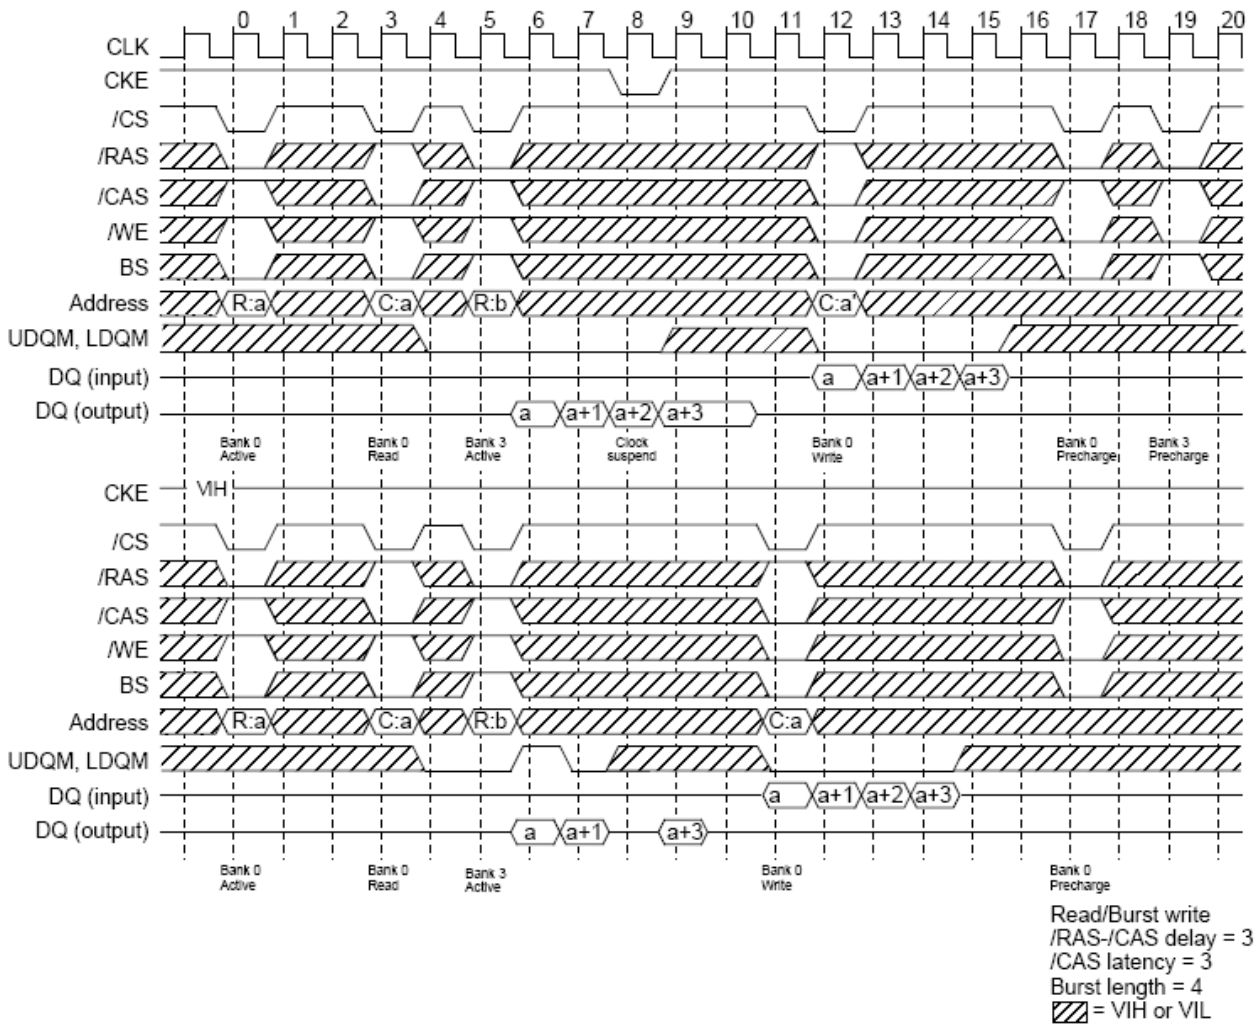 0 1 2 3 4 5 6 7 8 9 10 11 12 13 14 15 16 17 18 19 20
CLK
CKE
/CS
/RAS
/CAS
/WE
BS
Address R:a C:a R:b C:a'
UDQM, LDQM
DQ (input) a a+1 a+2 a+3
DQ (output) a a+1 a+2 a+3
Bank 0 Bank 0 Bank 3 Clock Bank 0 Bank 0 Bank 3
Active Read Active suspend Write Precharge Precharge
CKE VIH
/CS
/RAS
/CAS
/WE
BS
Address R:a C:a R:b C:a
UDQM, LDQM
DQ (input) a a+1 a+2 a+3
DQ (output) a a+1 a+3
Bank 0 Bank 0 Bank 3 Bank 0 Bank 0
Active Read Active Write Precharge
Read/Burst write
/RAS-/CAS delay = 3
/CAS latency = 3
Burst length = 4
= VIH or VIL